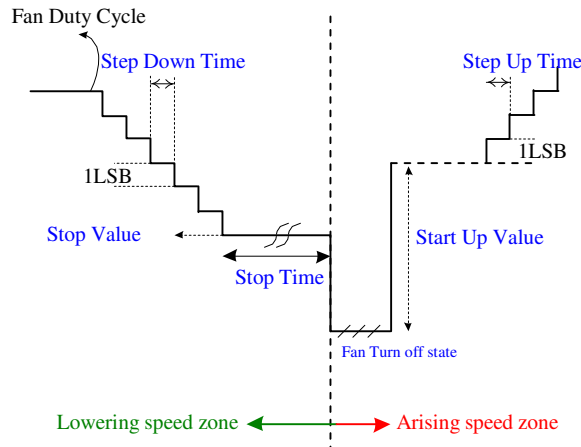 Fan Duty Cycle
Step Down Time
Step Up Time
1LSB
1LSB
Stop Value
Start Up Value
Stop Time
Fan Turn off state
Lowering speed zone
Arising speed zone